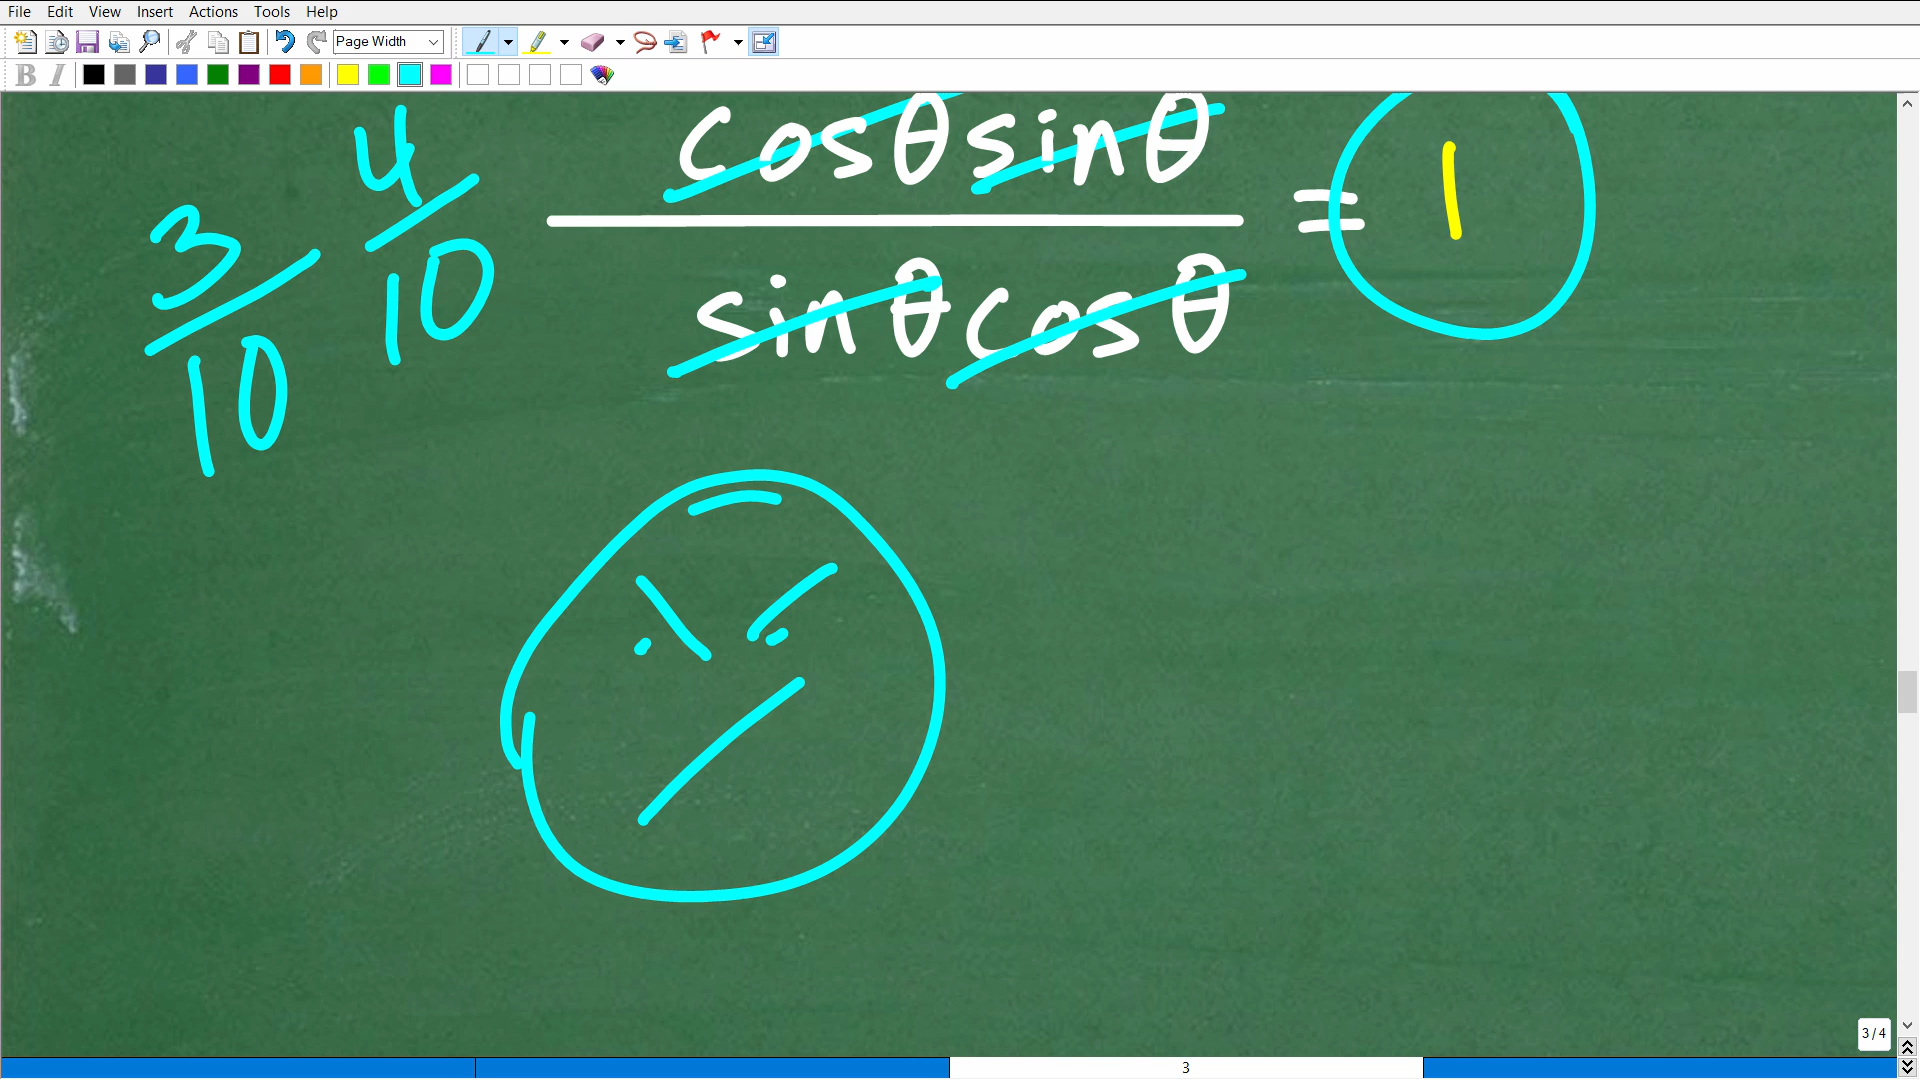 File Edit View Insert Actions Tools Help
Page Width
B I
3/10 4/10 cosθsinθ/sinθcosθ = 1
3 / 4
3